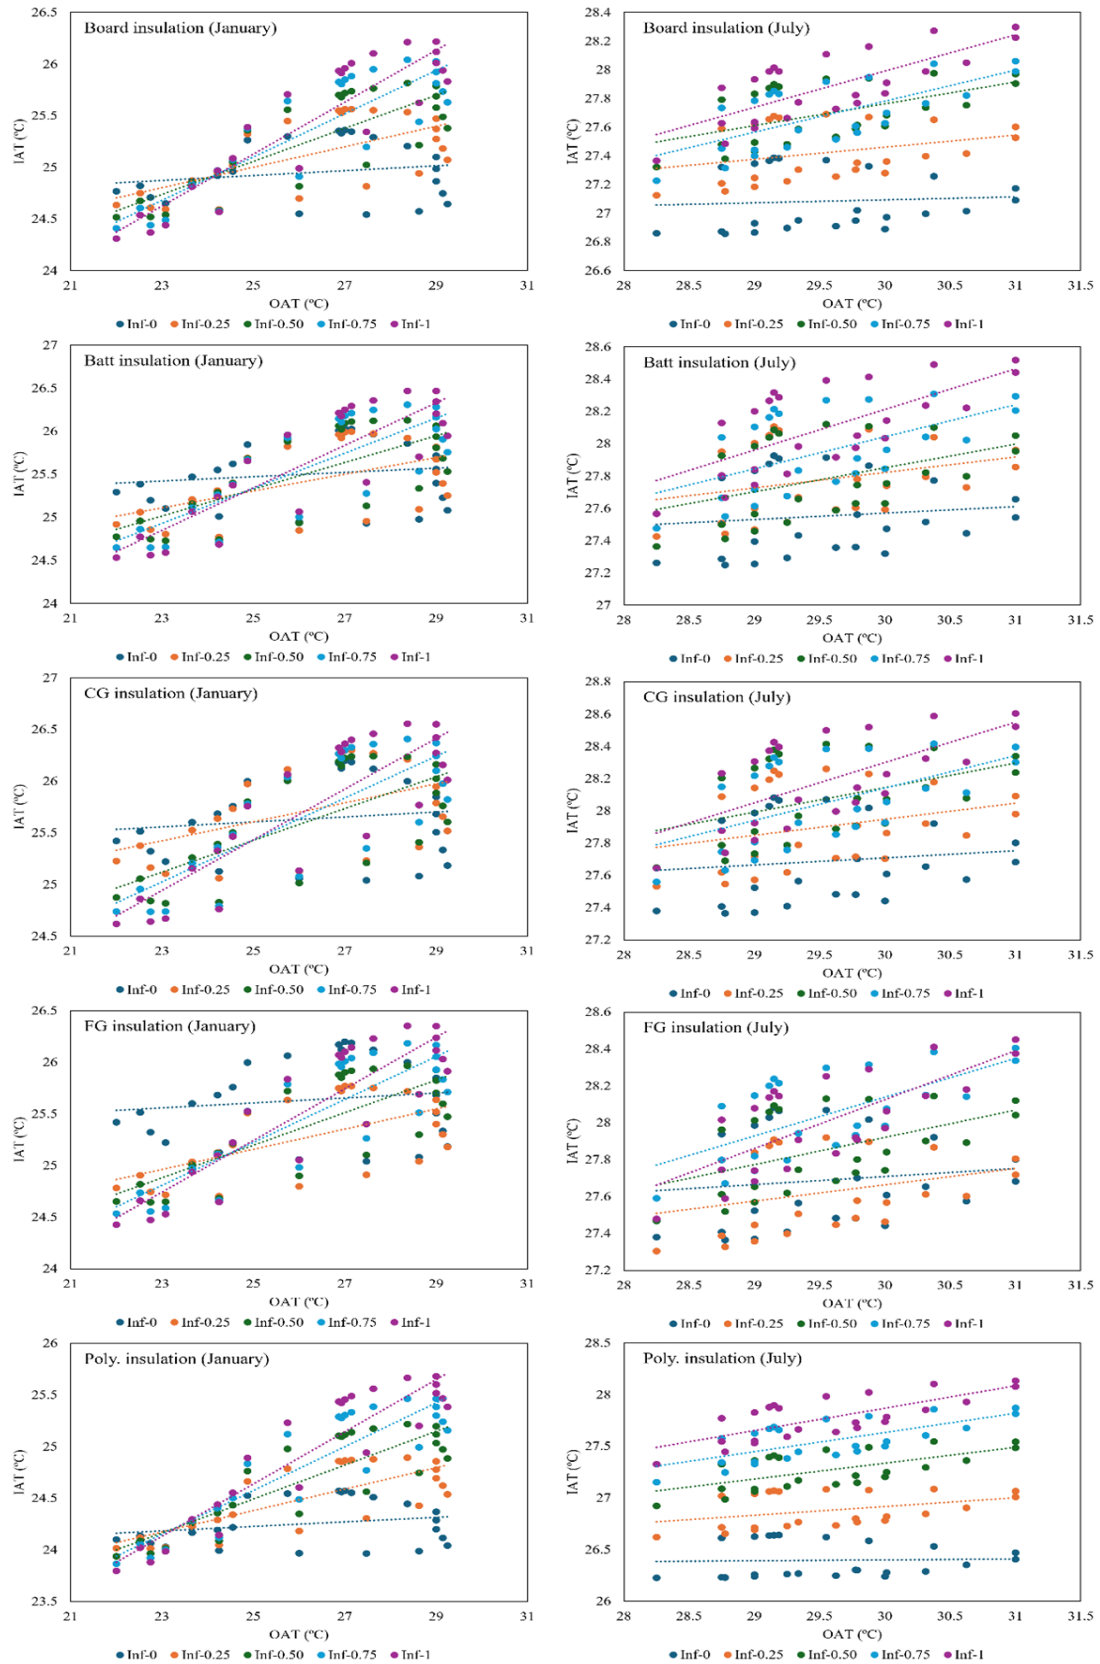 Board insulation (January)
26.5
26
25.5
25
24.5
24
IAT (ºC)
21 23 25 27 29 31
OAT (ºC)
Inf-0 Inf-0.25 Inf-0.50 Inf-0.75 Inf-1
Board insulation (July)
28.4
28.2
28
27.8
27.6
27.4
27.2
27
26.8
26.6
IAT (ºC)
28 28.5 29 29.5 30 30.5 31 31.5
OAT (ºC)
Inf-0 Inf-0.25 Inf-0.50 Inf-0.75 Inf-1
Batt insulation (January)
27
26.5
26
25.5
25
24.5
24
IAT (ºC)
21 23 25 27 29 31
OAT (ºC)
Inf-0 Inf-0.25 Inf-0.50 Inf-0.75 Inf-1
Batt insulation (July)
28.6
28.4
28.2
28
27.8
27.6
27.4
27.2
27
IAT (ºC)
28 28.5 29 29.5 30 30.5 31 31.5
OAT (ºC)
Inf-0 Inf-0.25 Inf-0.50 Inf-0.75 Inf-1
CG insulation (January)
27
26.5
26
25.5
25
24.5
IAT (ºC)
21 23 25 27 29 31
OAT (ºC)
Inf-0 Inf-0.25 Inf-0.50 Inf-0.75 Inf-1
CG insulation (July)
28.8
28.6
28.4
28.2
28
27.8
27.6
27.4
27.2
IAT (ºC)
28 28.5 29 29.5 30 30.5 31 31.5
OAT (ºC)
Inf-0 Inf-0.25 Inf-0.50 Inf-0.75 Inf-1
FG insulation (January)
26.5
26
25.5
25
24.5
24
IAT (ºC)
21 23 25 27 29 31
OAT (ºC)
Inf-0 Inf-0.25 Inf-0.50 Inf-0.75 Inf-1
FG insulation (July)
28.6
28.4
28.2
28
27.8
27.6
27.4
27.2
IAT (ºC)
28 28.5 29 29.5 30 30.5 31 31.5
OAT (ºC)
Inf-0 Inf-0.25 Inf-0.50 Inf-0.75 Inf-1
Poly. insulation (January)
26
25.5
25
24.5
24
23.5
IAT (ºC)
21 23 25 27 29 31
OAT (ºC)
Inf-0 Inf-0.25 Inf-0.50 Inf-0.75 Inf-1
Poly. insulation (July)
28.5
28
27.5
27
26.5
26
IAT (ºC)
28 28.5 29 29.5 30 30.5 31 31.5
OAT (ºC)
Inf-0 Inf-0.25 Inf-0.50 Inf-0.75 Inf-1